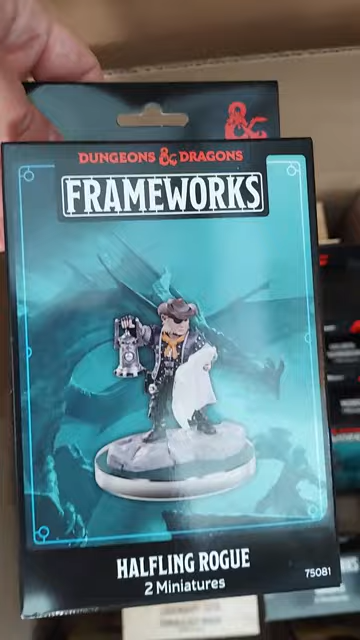 DUNGEONS & DRAGONS
FRAMEWORKS
HALFLING ROGUE
2 Miniatures
75081